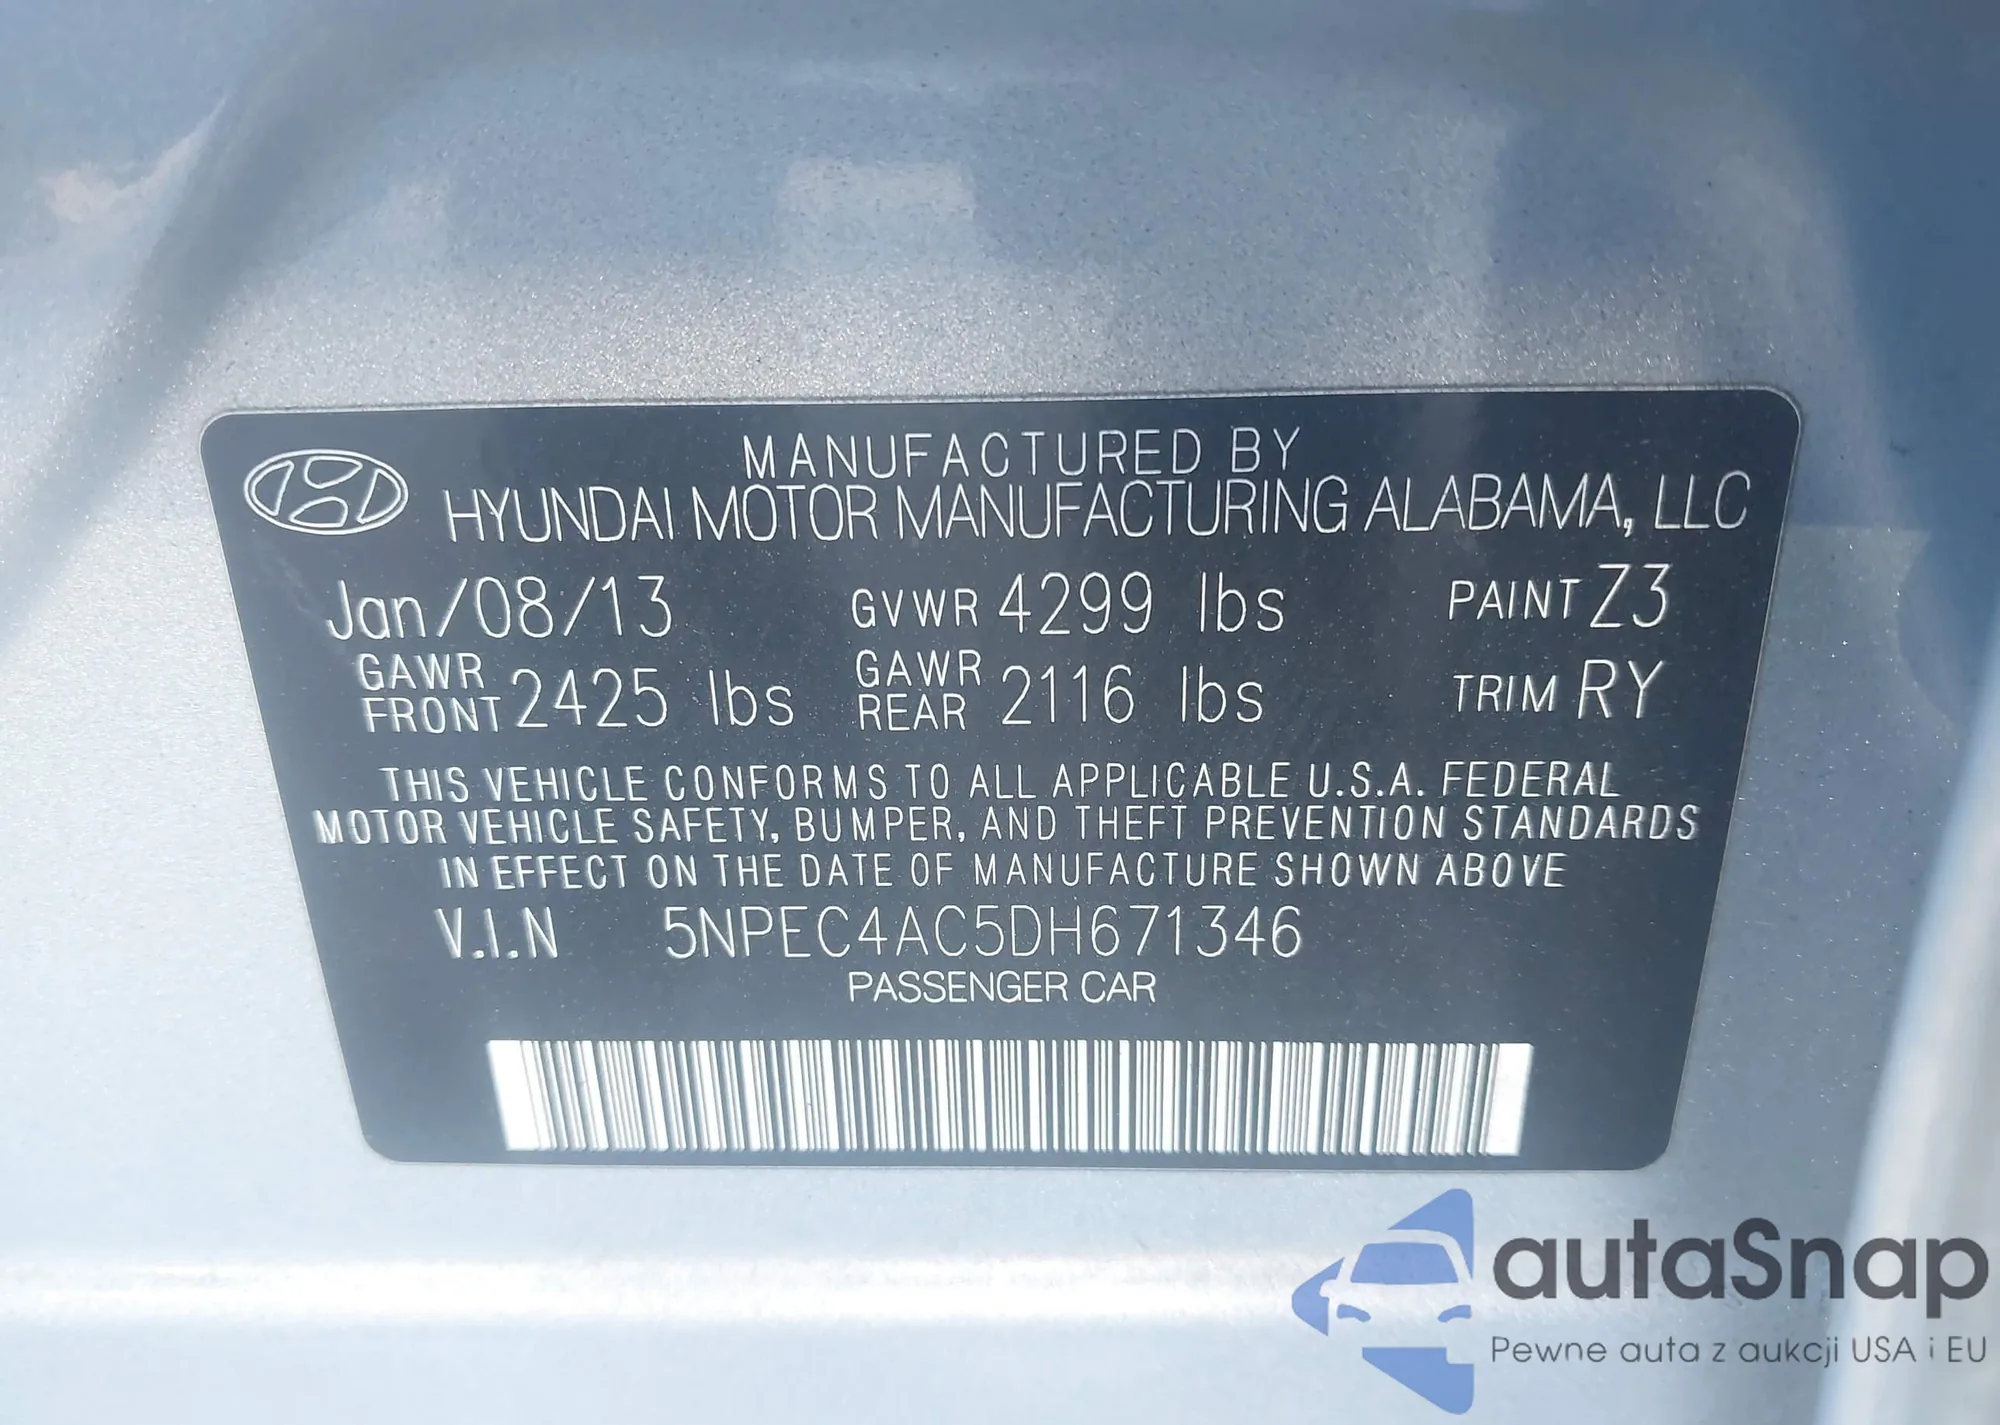 MANUFACTURED BY
HYUNDAI MOTOR MANUFACTURING ALABAMA, LLC
Jan/08/13 GVWR 4299 lbs PAINT Z3
GAWR FRONT 2425 lbs GAWR REAR 2116 lbs TRIM RY
THIS VEHICLE CONFORMS TO ALL APPLICABLE U.S.A. FEDERAL
MOTOR VEHICLE SAFETY, BUMPER, AND THEFT PREVENTION STANDARDS
IN EFFECT ON THE DATE OF MANUFACTURE SHOWN ABOVE
V.I.N 5NPEC4AC5DH671346
PASSENGER CAR
autaSnap
Pewne auta z aukcji USA i EU